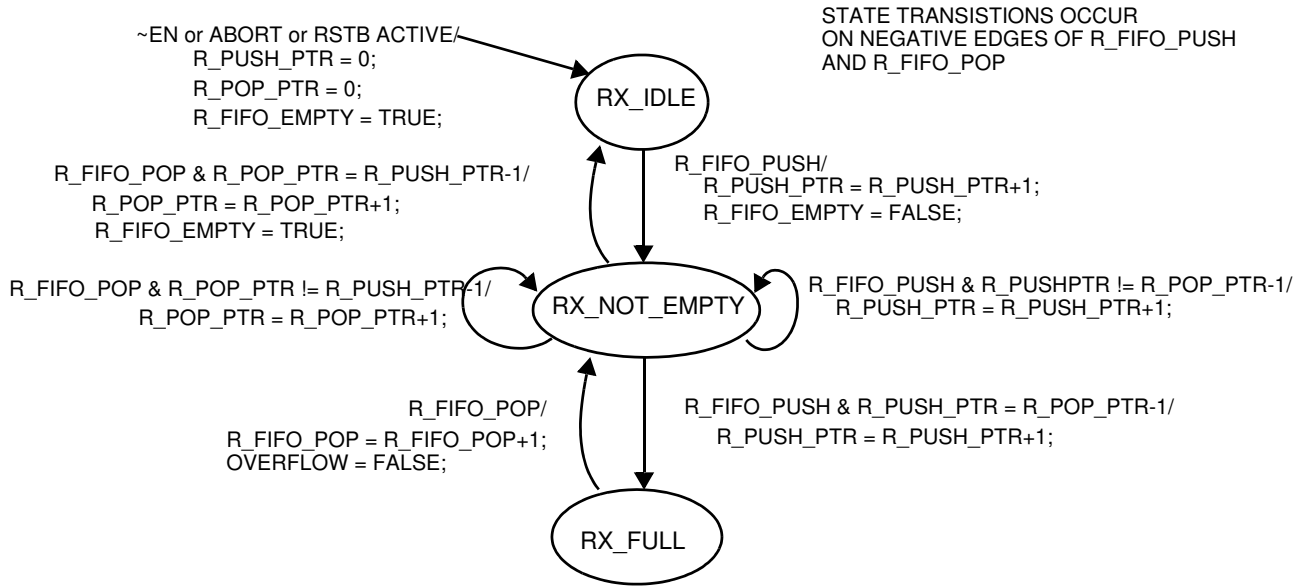 ~EN or ABORT or RSTB ACTIVE/
R_PUSH_PTR = 0;
R_POP_PTR = 0;
R_FIFO_EMPTY = TRUE;
STATE TRANSISTIONS OCCUR
ON NEGATIVE EDGES OF R_FIFO_PUSH
AND R_FIFO_POP
RX_IDLE
R_FIFO_POP & R_POP_PTR = R_PUSH_PTR-1/
R_POP_PTR = R_POP_PTR+1;
R_FIFO_EMPTY = TRUE;
R_FIFO_PUSH/
R_PUSH_PTR = R_PUSH_PTR+1;
R_FIFO_EMPTY = FALSE;
R_FIFO_POP & R_POP_PTR != R_PUSH_PTR-1/
R_POP_PTR = R_POP_PTR+1;
RX_NOT_EMPTY
R_FIFO_PUSH & R_PUSHPTR != R_POP_PTR-1/
R_PUSH_PTR = R_PUSH_PTR+1;
R_FIFO_POP/
R_FIFO_POP = R_FIFO_POP+1;
OVERFLOW = FALSE;
R_FIFO_PUSH & R_PUSH_PTR = R_POP_PTR-1/
R_PUSH_PTR = R_PUSH_PTR+1;
RX_FULL